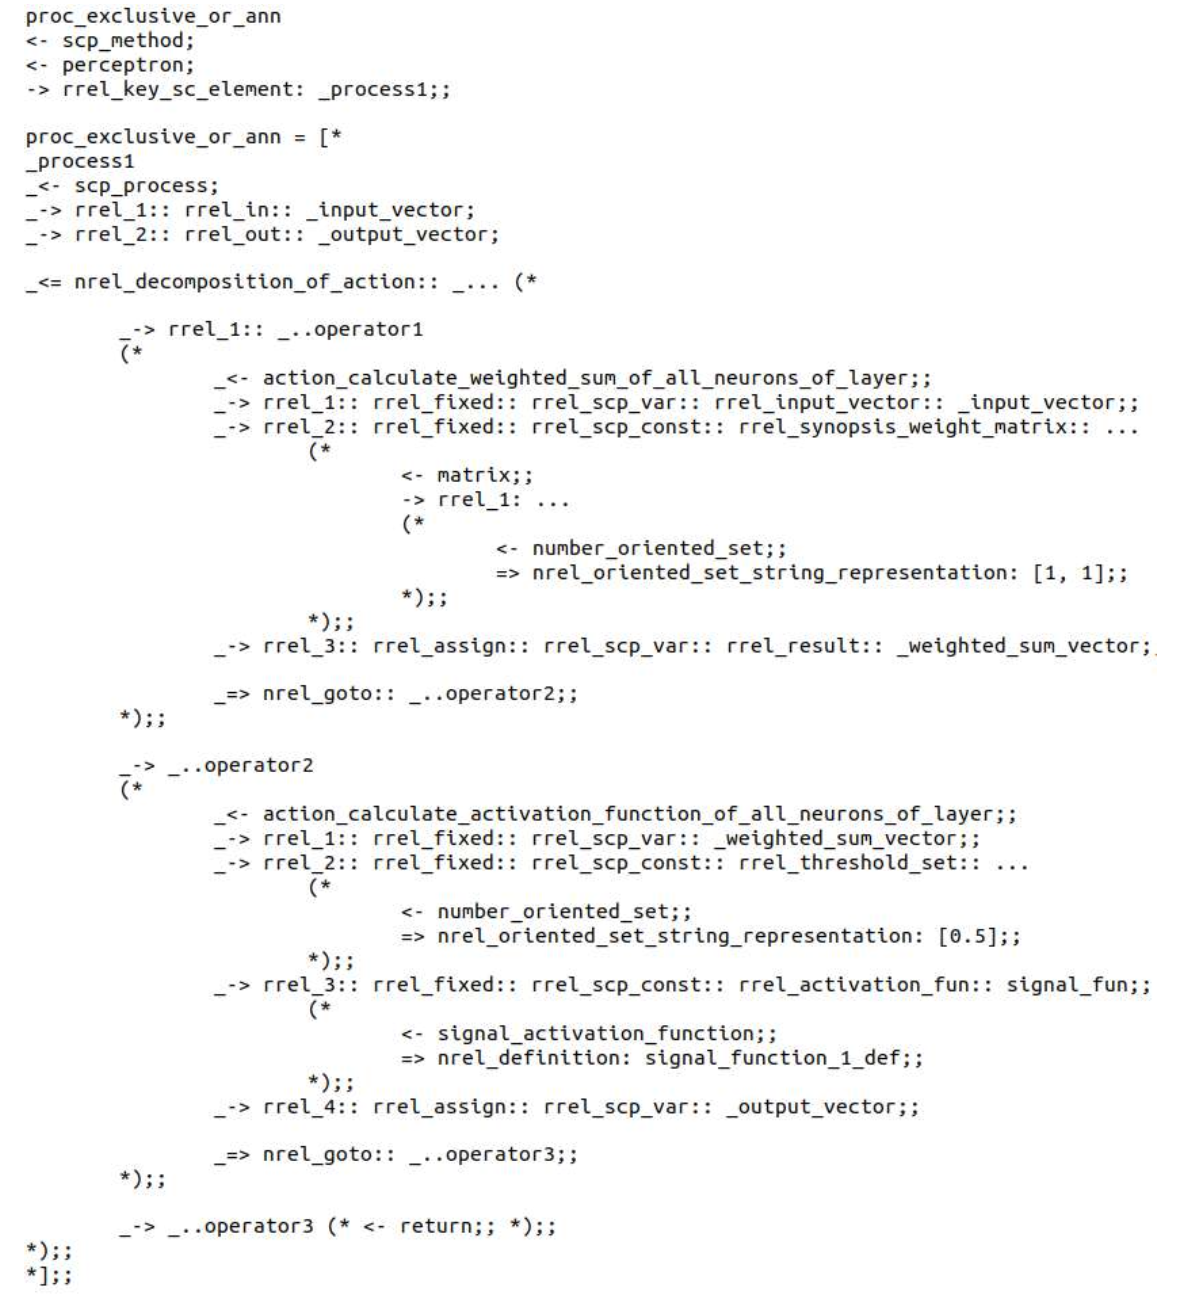 proc_exclusive_or_ann
<- scp_method;
<- perceptron;
-> rrel_key_sc_element: _process1;;
proc_exclusive_or_ann = [*
_process1
_<- scp_process;
_-> rrel_1:: rrel_in:: _input_vector;
_-> rrel_2:: rrel_out:: _output_vector;
_<= nrel_decomposition_of_action:: _... (*
_-> rrel_1:: _..operator1
(*
_<- action_calculate_weighted_sum_of_all_neurons_of_layer;;
_-> rrel_1:: rrel_fixed:: rrel_scp_var:: rrel_input_vector:: _input_vector;;
_-> rrel_2:: rrel_fixed:: rrel_scp_const:: rrel_synopsis_weight_matrix:: ...
(*
<- matrix;;
-> rrel_1: ...
(*
<- number_oriented_set;;
=> nrel_oriented_set_string_representation: [1, 1];;
*);;
*);;
_-> rrel_3:: rrel_assign:: rrel_scp_var:: rrel_result:: _weighted_sum_vector;;
_=> nrel_goto:: _..operator2;;
*);;
_-> _..operator2
(*
_<- action_calculate_activation_function_of_all_neurons_of_layer;;
_-> rrel_1:: rrel_fixed:: rrel_scp_var:: _weighted_sum_vector;;
_-> rrel_2:: rrel_fixed:: rrel_scp_const:: rrel_threshold_set:: ...
(*
<- number_oriented_set;;
=> nrel_oriented_set_string_representation: [0.5];;
*);;
_-> rrel_3:: rrel_fixed:: rrel_scp_const:: rrel_activation_fun:: signal_fun;;
(*
<- signal_activation_function;;
=> nrel_definition: signal_function_1_def;;
*);;
_-> rrel_4:: rrel_assign:: rrel_scp_var:: _output_vector;;
_=> nrel_goto:: _..operator3;;
*);;
_-> _..operator3 (* <- return;; *);;
*);;
*];;